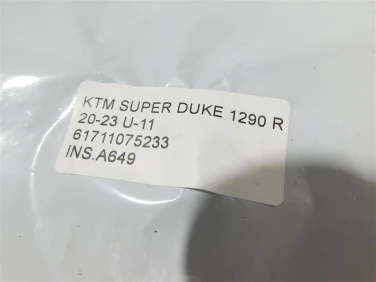 KTM SUPER DUKE 1290 R
20-23 U-11
61711075233
INS.A649